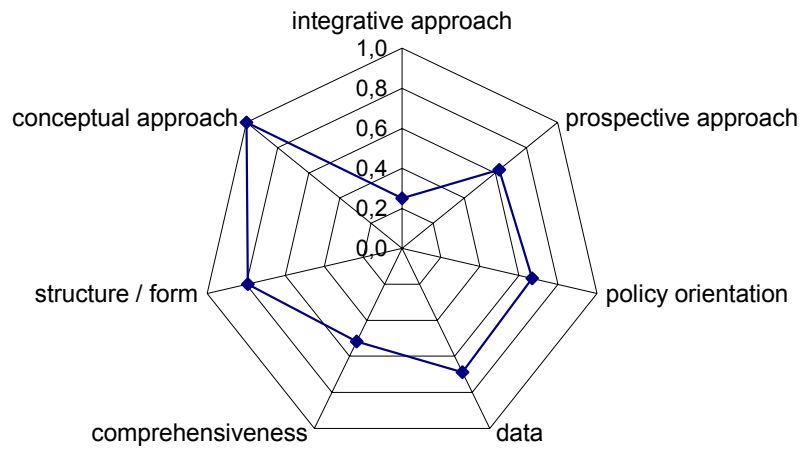 integrative approach
1,0
0,8
conceptual approach
prospective approach
0,6
0,4
0,2
0,0
structure / form
policy orientation
comprehensiveness
data